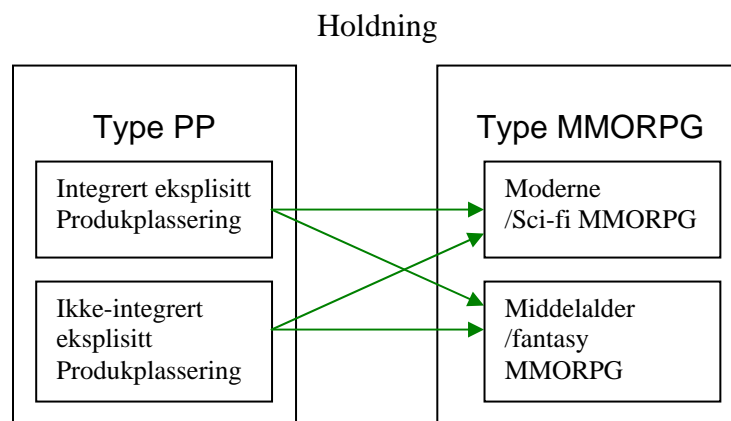 Holdning
Type PP
Integrert eksplisitt
Produkplassering
Ikke-integrert
eksplisitt
Produkplassering
Type MMORPG
Moderne
/Sci-fi MMORPG
Middelalder
/fantasy
MMORPG